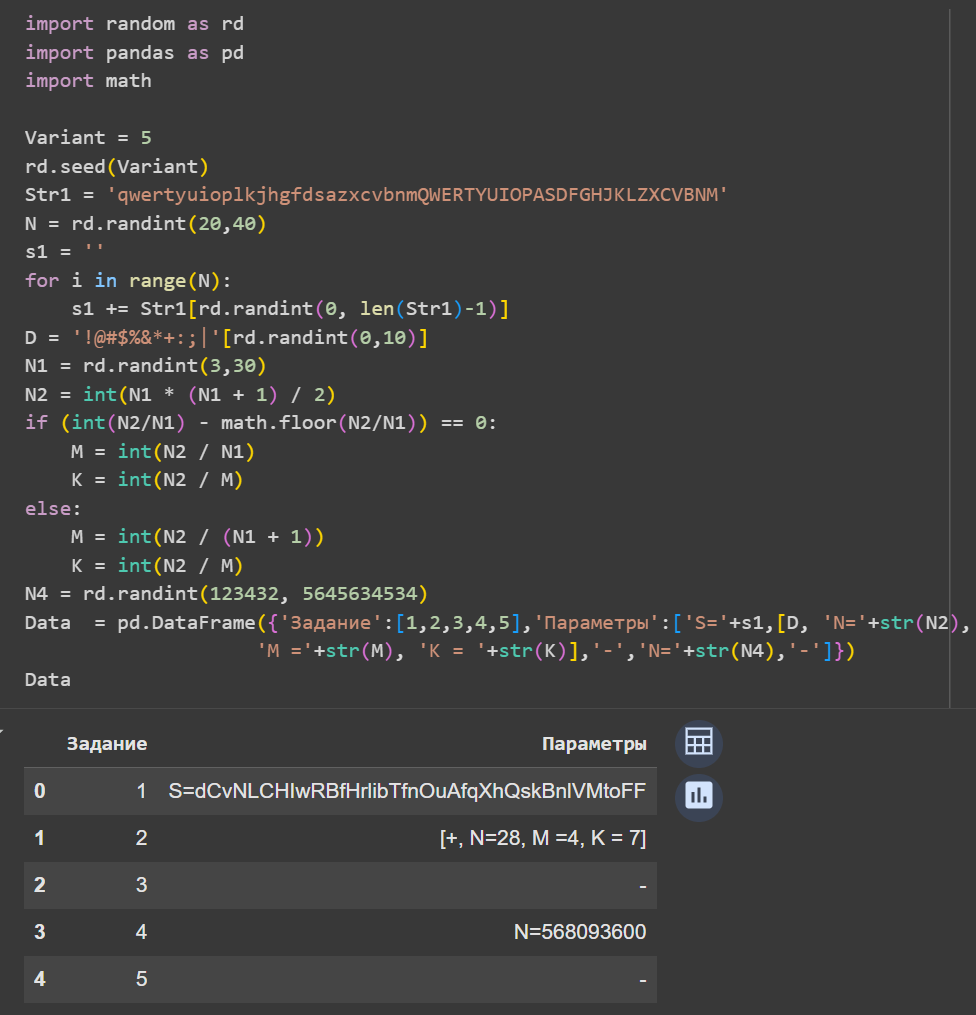 import random as rd
import pandas as pd
import math
Variant = 5
rd.seed(Variant)
Str1 = 'qwertyuioplkjhgfdsazxcvbnmQWERTYUIOPASDFGHJKLZXCVBNM'
N = rd.randint(20,40)
s1 = ''
for i in range(N):
    s1 += Str1[rd.randint(0, len(Str1)-1)]
D = '!@#$%&*+:;|'[rd.randint(0,10)]
N1 = rd.randint(3,30)
N2 = int(N1 * (N1 + 1) / 2)
if (int(N2/N1) - math.floor(N2/N1)) == 0:
    M = int(N2 / N1)
    K = int(N2 / M)
else:
    M = int(N2 / (N1 + 1))
    K = int(N2 / M)
N4 = rd.randint(123432, 5645634534)
Data  = pd.DataFrame({'Задание':[1,2,3,4,5],'Параметры':['S='+s1,[D, 'N='+str(N2),
                    'M ='+str(M), 'K = '+str(K)],'-','N='+str(N4),'-']})
Data
Задание Параметры
0 1 S=dCvNLCHIwRBfHrlibTfnOuAfqXhQskBnlVMtoFF
1 2 [+, N=28, M =4, K = 7]
2 3 -
3 4 N=568093600
4 5 -